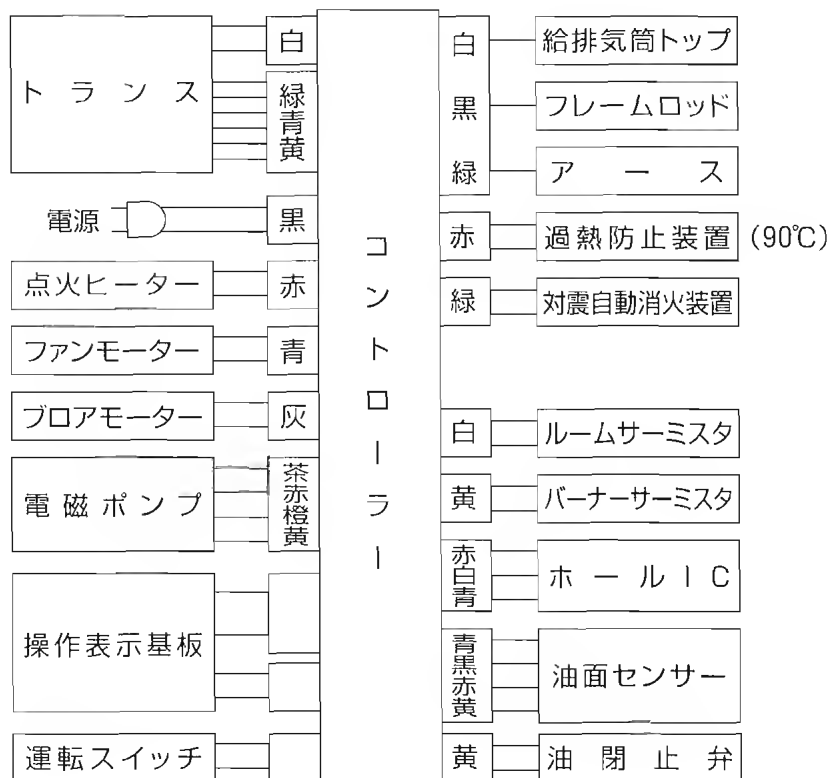 トランス
白
緑
青
黄
電源
黒
点火ヒーター
赤
ファンモーター
青
ブロアモーター
灰
電磁ポンプ
茶
赤
橙
黄
操作表示基板
運転スイッチ
コントローラー
白
給排気筒トップ
黒
フレームロッド
緑
アース
赤
過熱防止装置 (90℃)
緑
対震自動消火装置
白
ルームサーミスタ
黄
バーナーサーミスタ
赤
白
青
ホールIC
青
黒
赤
黄
油面センサー
黄
油閉止弁